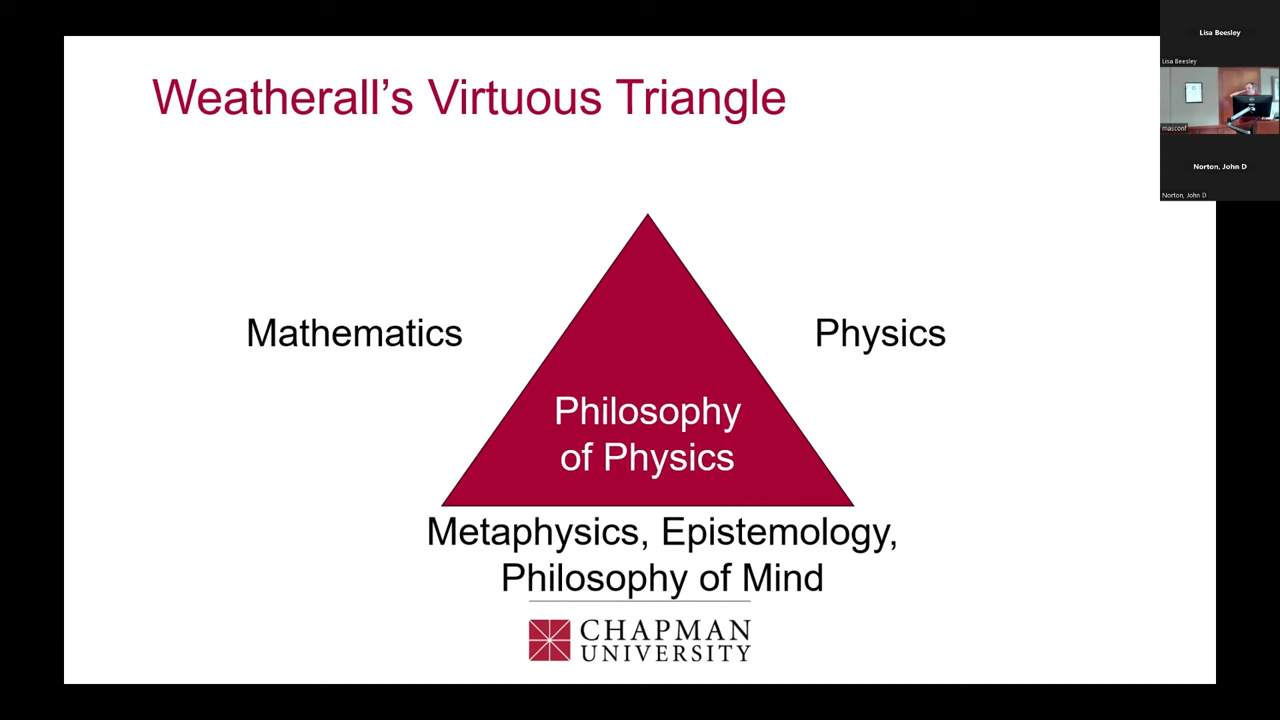 Weatherall’s Virtuous Triangle
Mathematics
Physics
Philosophy
of Physics
Metaphysics, Epistemology,
Philosophy of Mind
CHAPMAN
UNIVERSITY
Lisa Beesley
Lisa Beesley
masconf
Norton, John D
Norton, John D